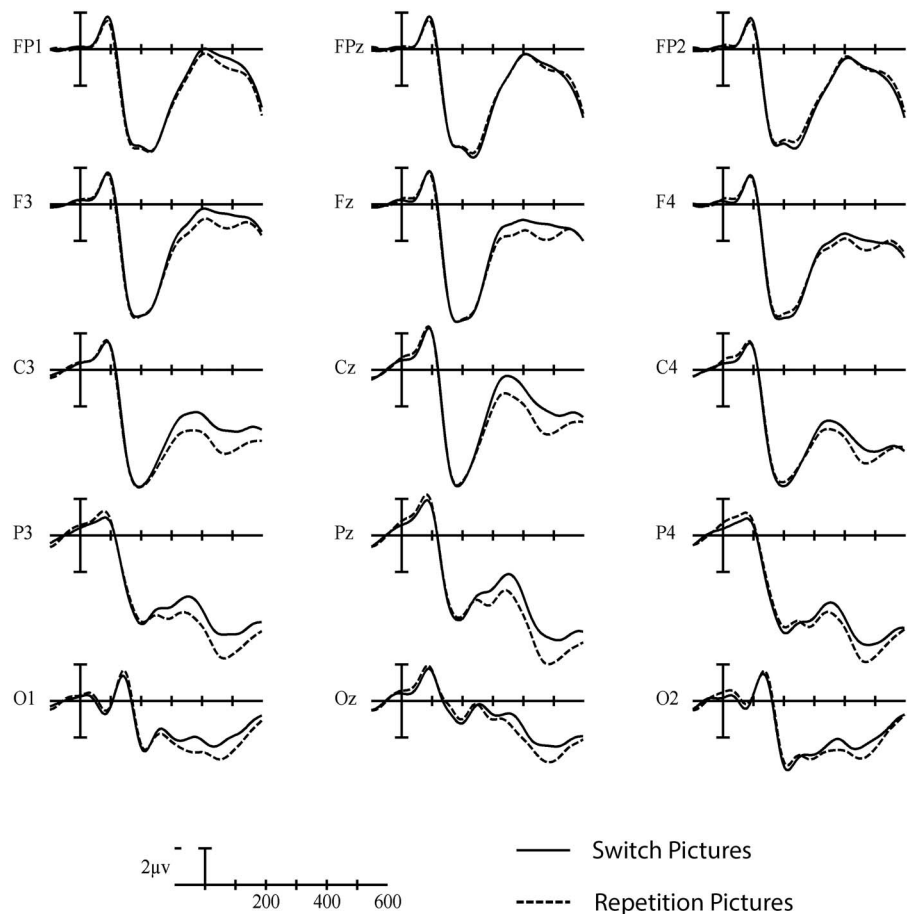 FP1 FPz FP2
F3 Fz F4
C3 Cz C4
P3 Pz P4
O1 Oz O2
Switch Pictures
2μv
200 400 600
Repetition Pictures